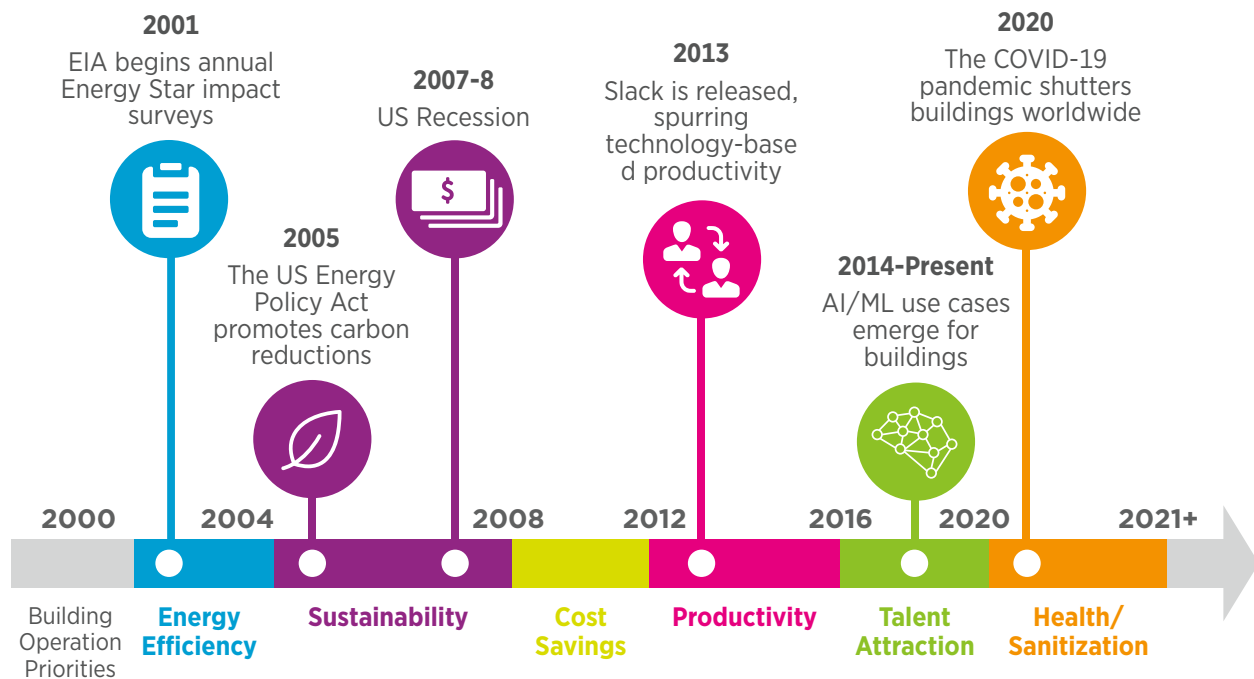 2001
EIA begins annual
Energy Star impact
surveys
2005
The US Energy
Policy Act
promotes carbon
reductions
2007-8
US Recession
$
2013
Slack is released,
spurring
technology-base
d productivity
2014-Present
AI/ML use cases
emerge for
buildings
2020
The COVID-19
pandemic shutters
buildings worldwide
2000
2004
2008
2012
2016
2020
2021+
Building
Operation
Priorities
Energy
Efficiency
Sustainability
Cost
Savings
Productivity
Talent
Attraction
Health/
Sanitization